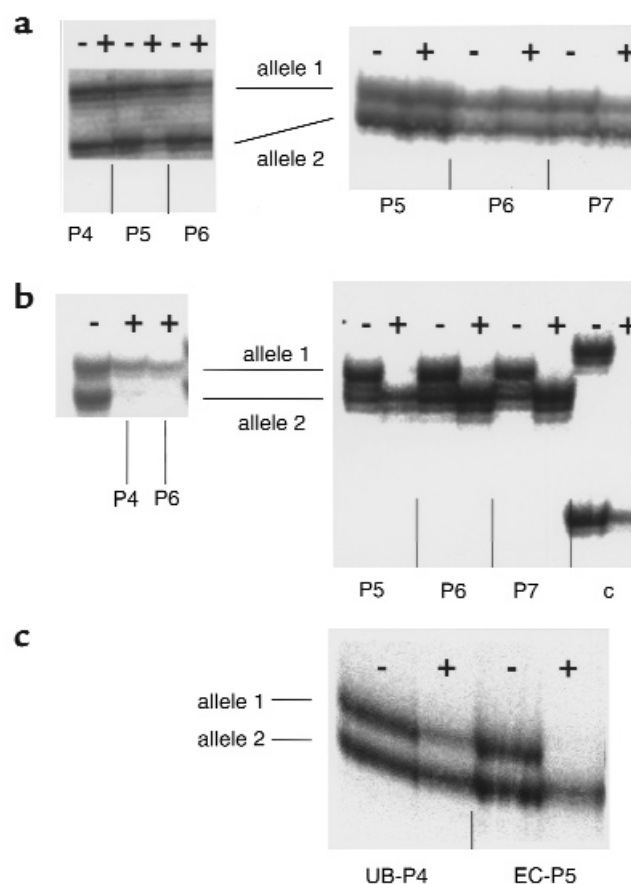 a
- + - + - +
allele 1
allele 2
P4 P5 P6
- + - + - +
P5 P6 P7
b
- + +
allele 1
allele 2
P4 P6
- + - + - + - +
P5 P6 P7 c
c
- + - +
allele 1
allele 2
UB-P4 EC-P5